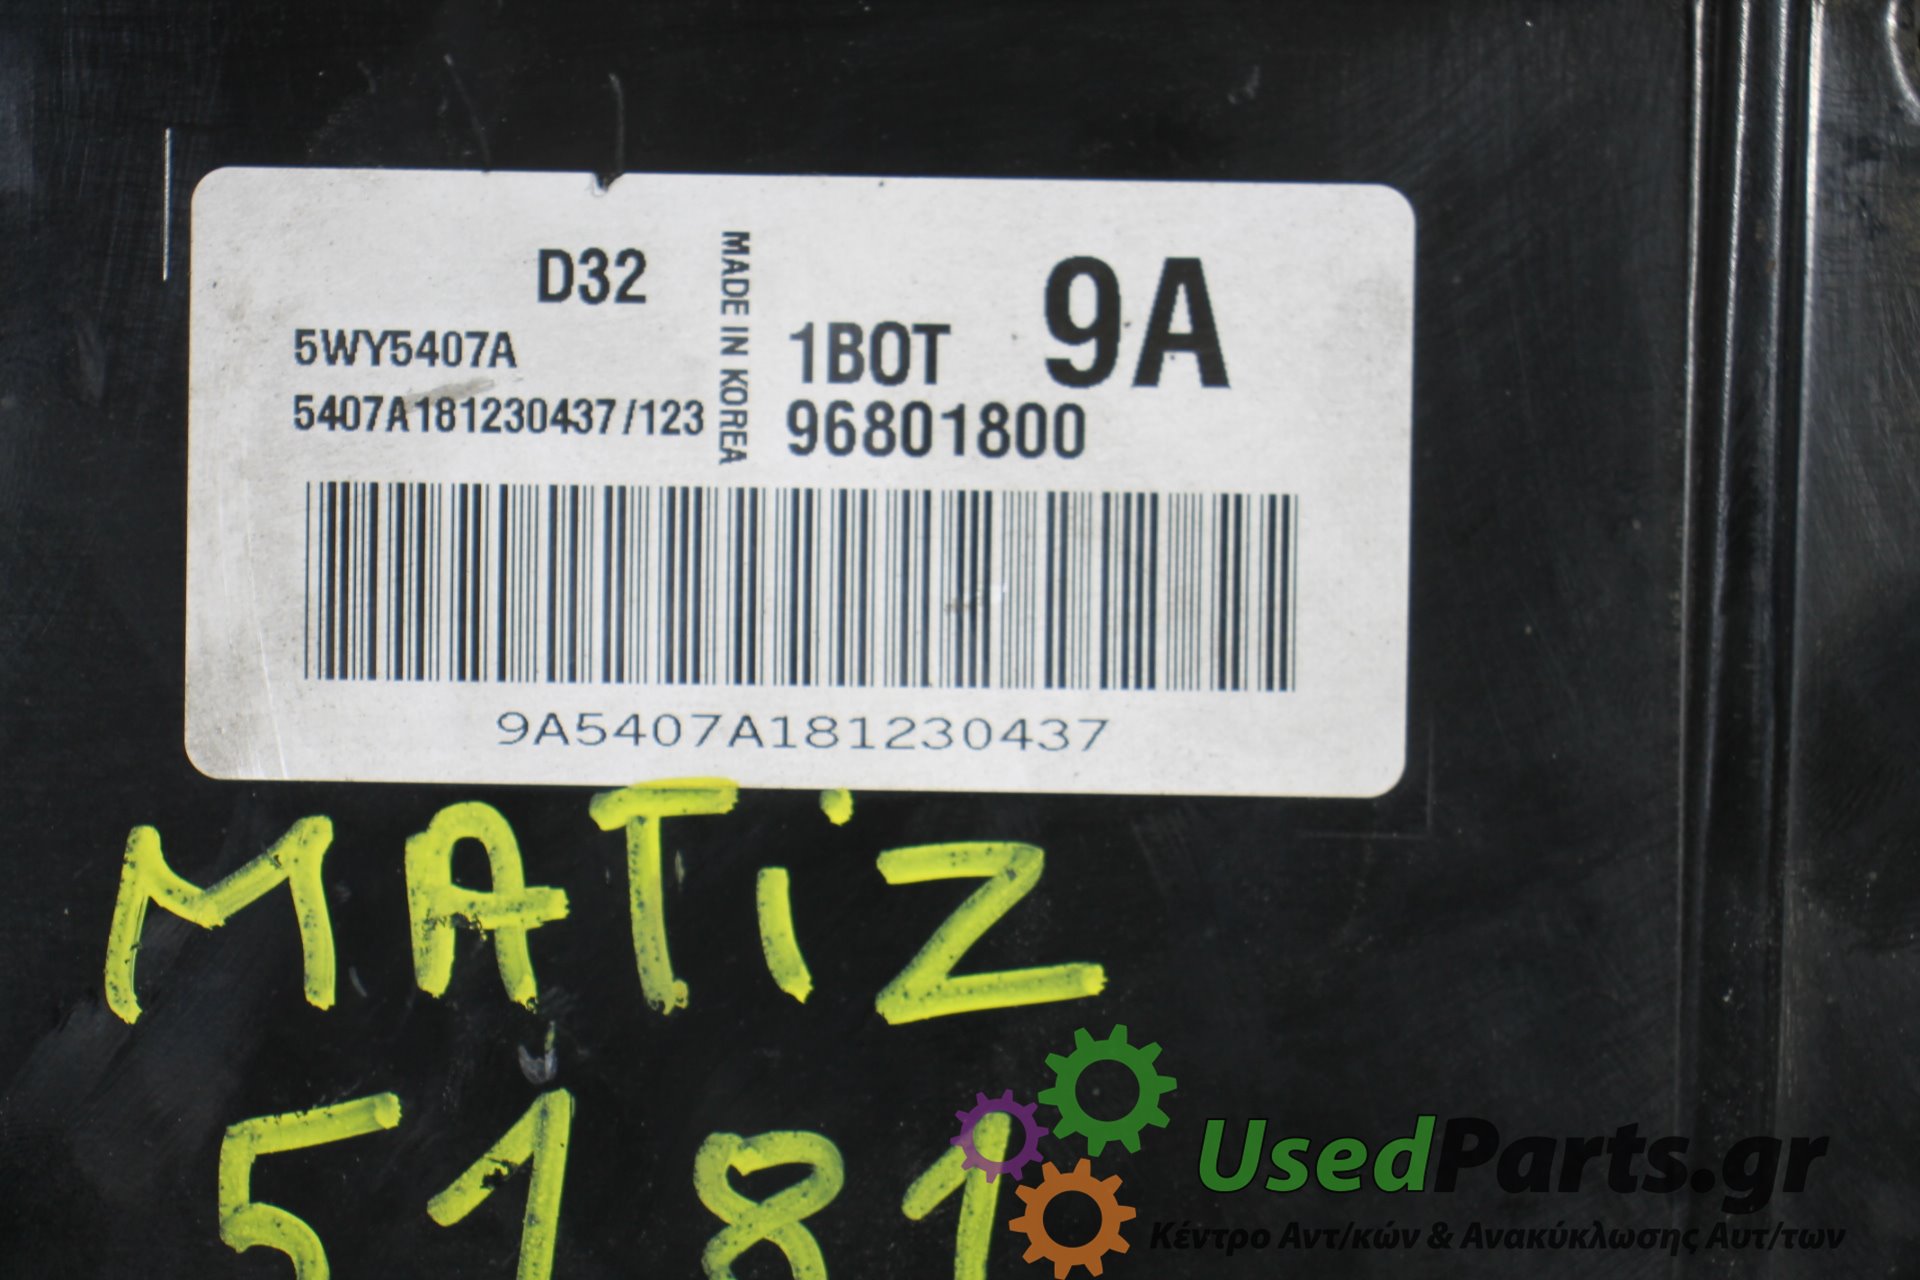 D32
5WY5407A
5407A181230437/123
MADE IN KOREA
1BOT
9A
96801800
9A5407A181230437
MATiZ
5181
UsedParts.gr
Κέντρο Αντ/κών & Ανακύκλωσης Αυτ/των